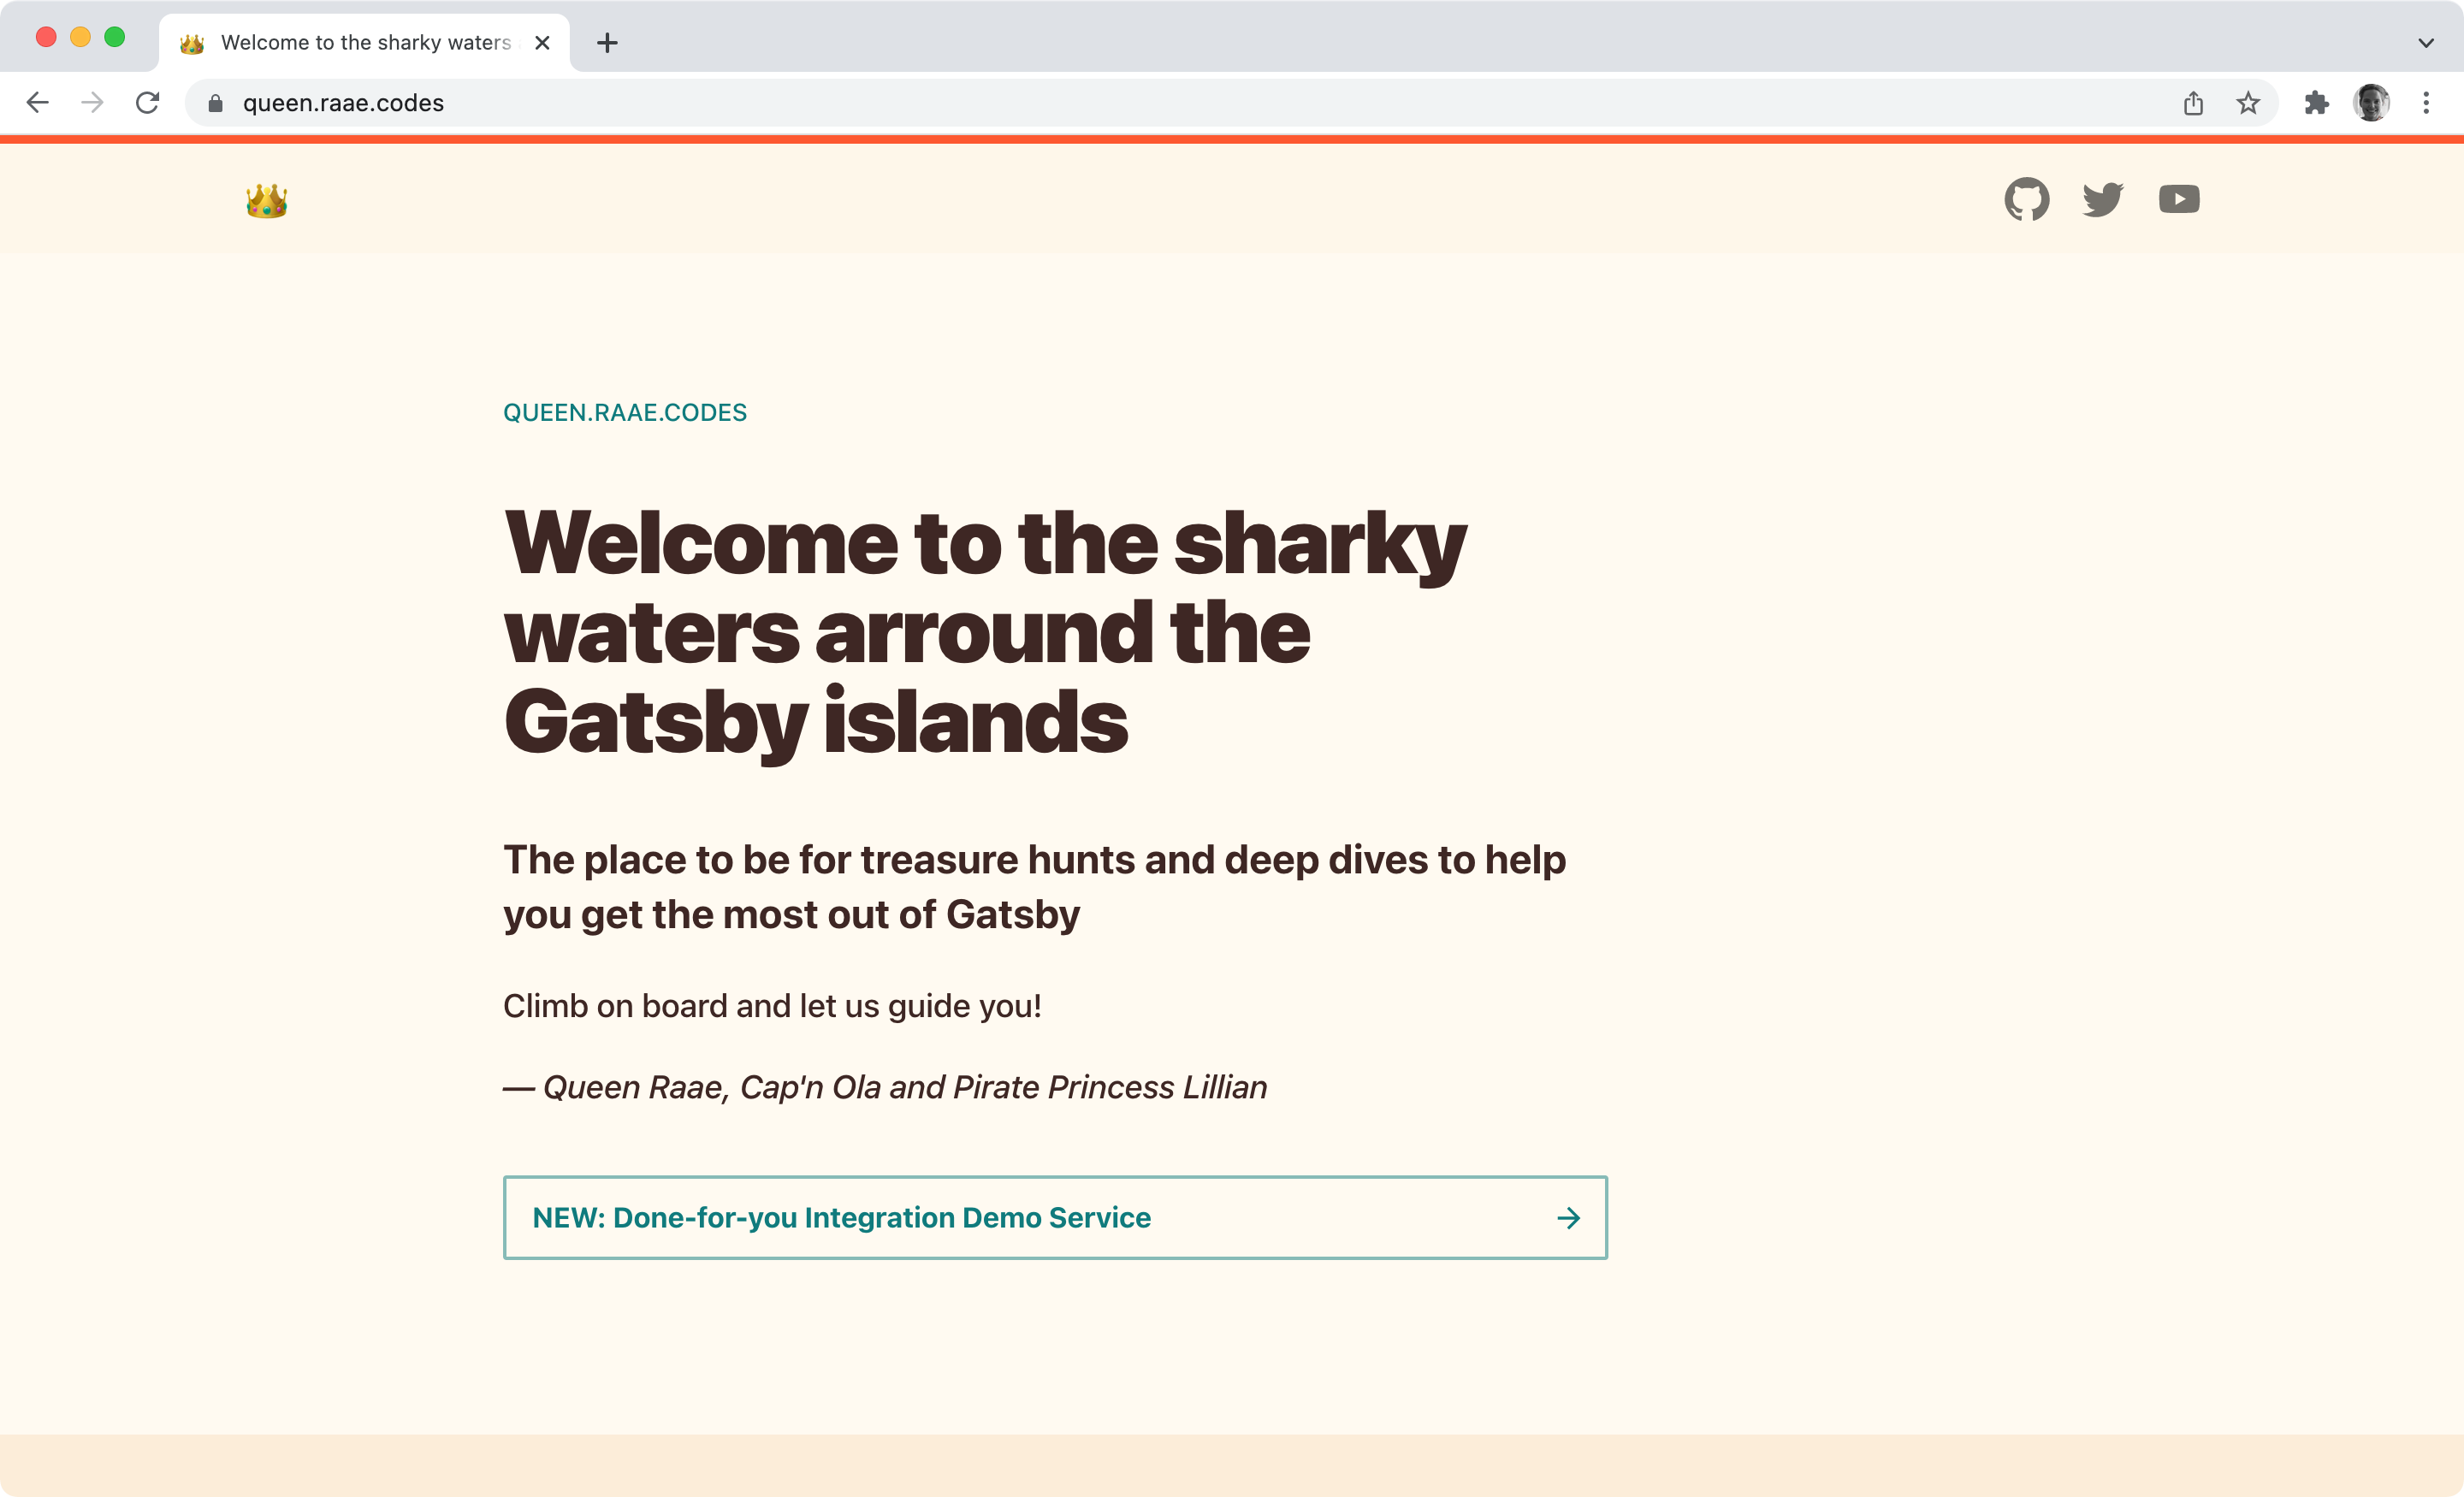 Welcome to the sharky waters
queen.raae.codes
QUEEN.RAAE.CODES
Welcome to the sharky
waters arround the
Gatsby islands
The place to be for treasure hunts and deep dives to help
you get the most out of Gatsby
Climb on board and let us guide you!
— Queen Raae, Cap'n Ola and Pirate Princess Lillian
NEW: Done-for-you Integration Demo Service